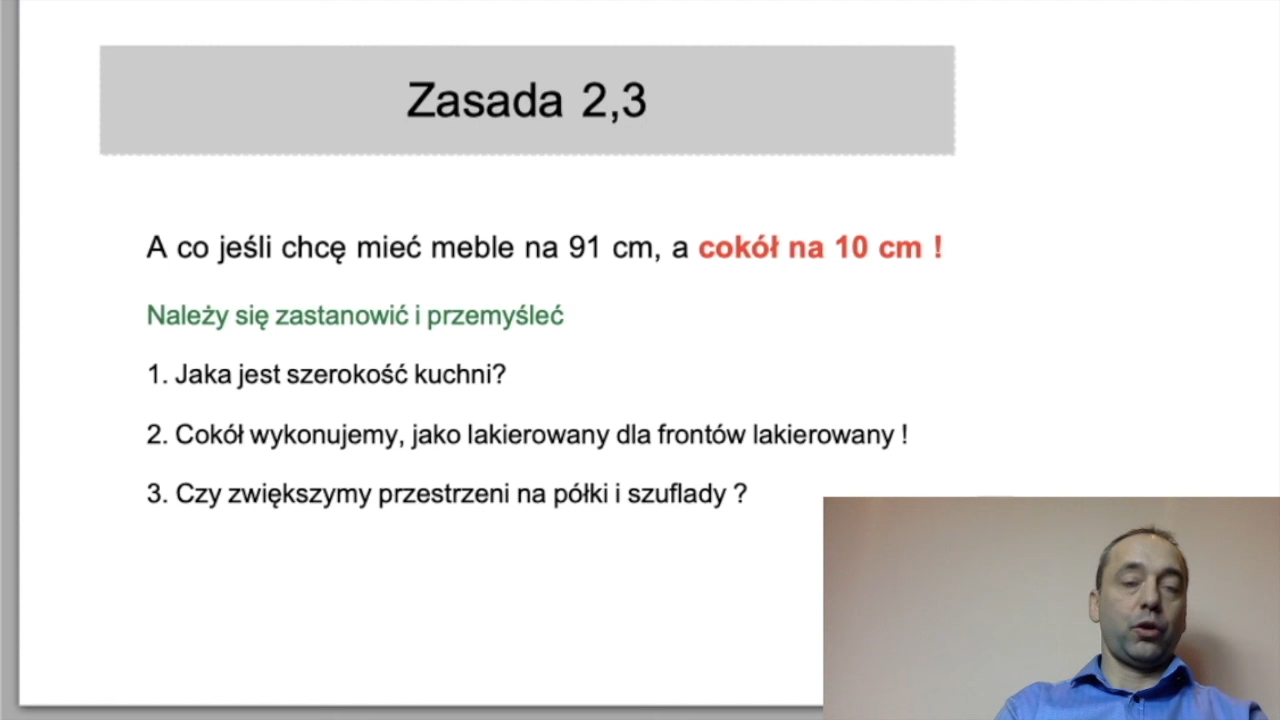 Zasada 2,3
A co jeśli chcę mieć meble na 91 cm, a cokół na 10 cm !
Należy się zastanowić i przemyśleć
1. Jaka jest szerokość kuchni?
2. Cokół wykonujemy, jako lakierowany dla frontów lakierowany !
3. Czy zwiększymy przestrzeni na półki i szuflady ?